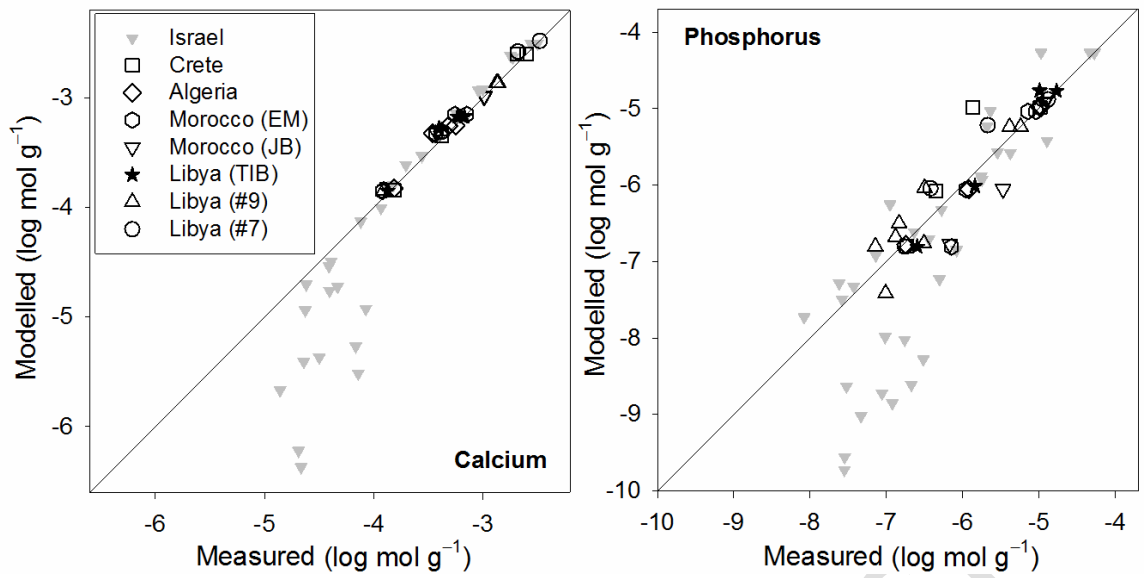 Israel
Crete
Algeria
Morocco (EM)
Morocco (JB)
Libya (TIB)
Libya (#9)
Libya (#7)
-3
-4
-5
-6
Modelled (log mol g⁻¹)
Calcium
-6
-5
-4
-3
Measured (log mol g⁻¹)
Phosphorus
-4
-5
-6
-7
-8
-9
-10
Modelled (log mol g⁻¹)
-10
-9
-8
-7
-6
-5
-4
Measured (log mol g⁻¹)